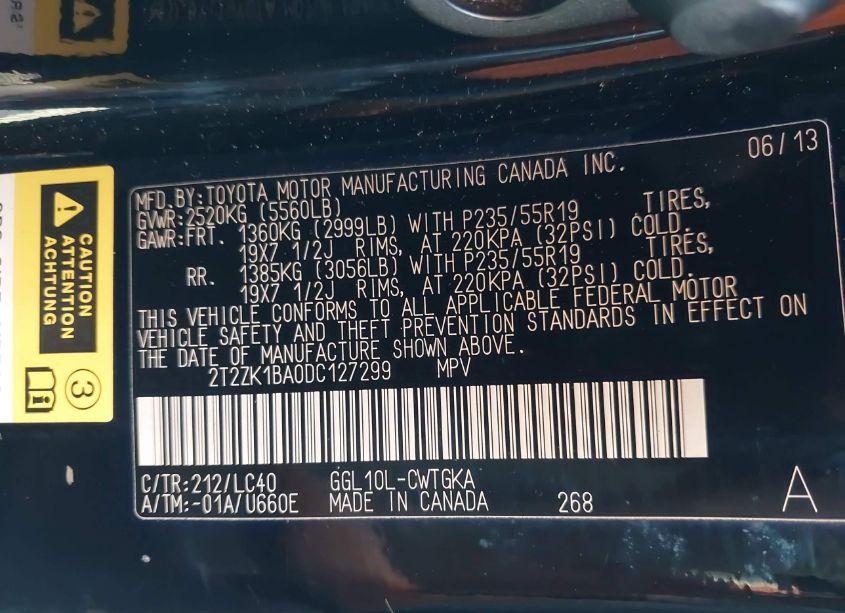 06/13
MFD.BY:TOYOTA MOTOR MANUFACTURING CANADA INC.
GVWR:2520KG (5560LB)
GAWR:FRT. 1360KG (2999LB) WITH P235/55R19 TIRES,
19X7 1/2J RIMS, AT 220KPA (32PSI) COLD.
RR. 1385KG (3056LB) WITH P235/55R19 TIRES,
19X7 1/2J RIMS, AT 220KPA (32PSI) COLD.
THIS VEHICLE CONFORMS TO ALL APPLICABLE FEDERAL MOTOR
VEHICLE SAFETY AND THEFT PREVENTION STANDARDS IN EFFECT ON
THE DATE OF MANUFACTURE SHOWN ABOVE.
2T2ZK1BA0DC127299 MPV
C/TR:212/LC40 GGL10L-CWTGKA
A/TM:-01A/U660E MADE IN CANADA 268 A
CAUTION
ATTENTION
ACHTUNG
3